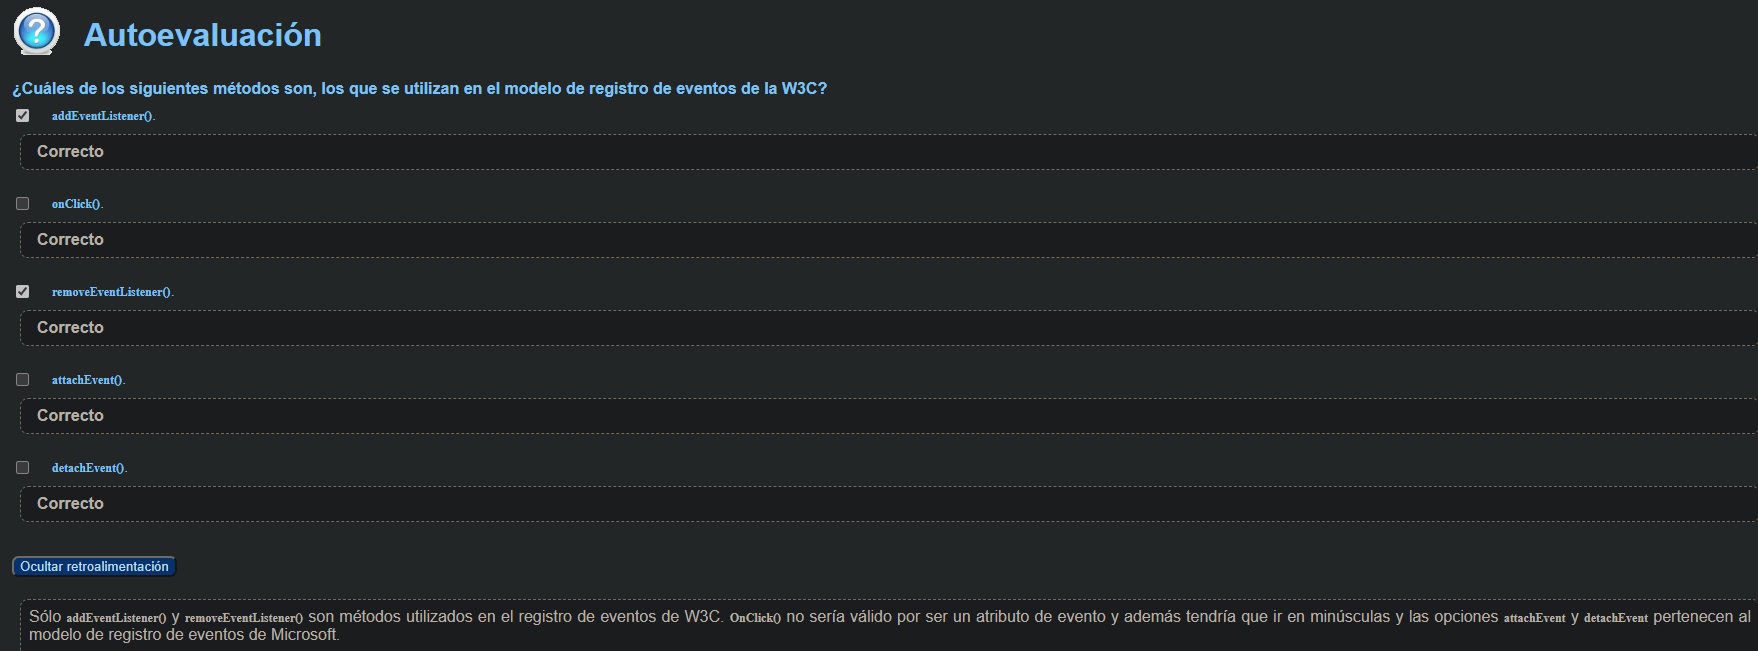 Autoevaluación
¿Cuáles de los siguientes métodos son, los que se utilizan en el modelo de registro de eventos de la W3C?
addEventListener().
Correcto
onClick().
Correcto
removeEventListener().
Correcto
attachEvent().
Correcto
detachEvent().
Correcto
Ocultar retroalimentación
Sólo addEventListener() y removeEventListener() son métodos utilizados en el registro de eventos de W3C. OnClick() no sería válido por ser un atributo de evento y además tendría que ir en minúsculas y las opciones attachEvent y detachEvent pertenecen al
modelo de registro de eventos de Microsoft.